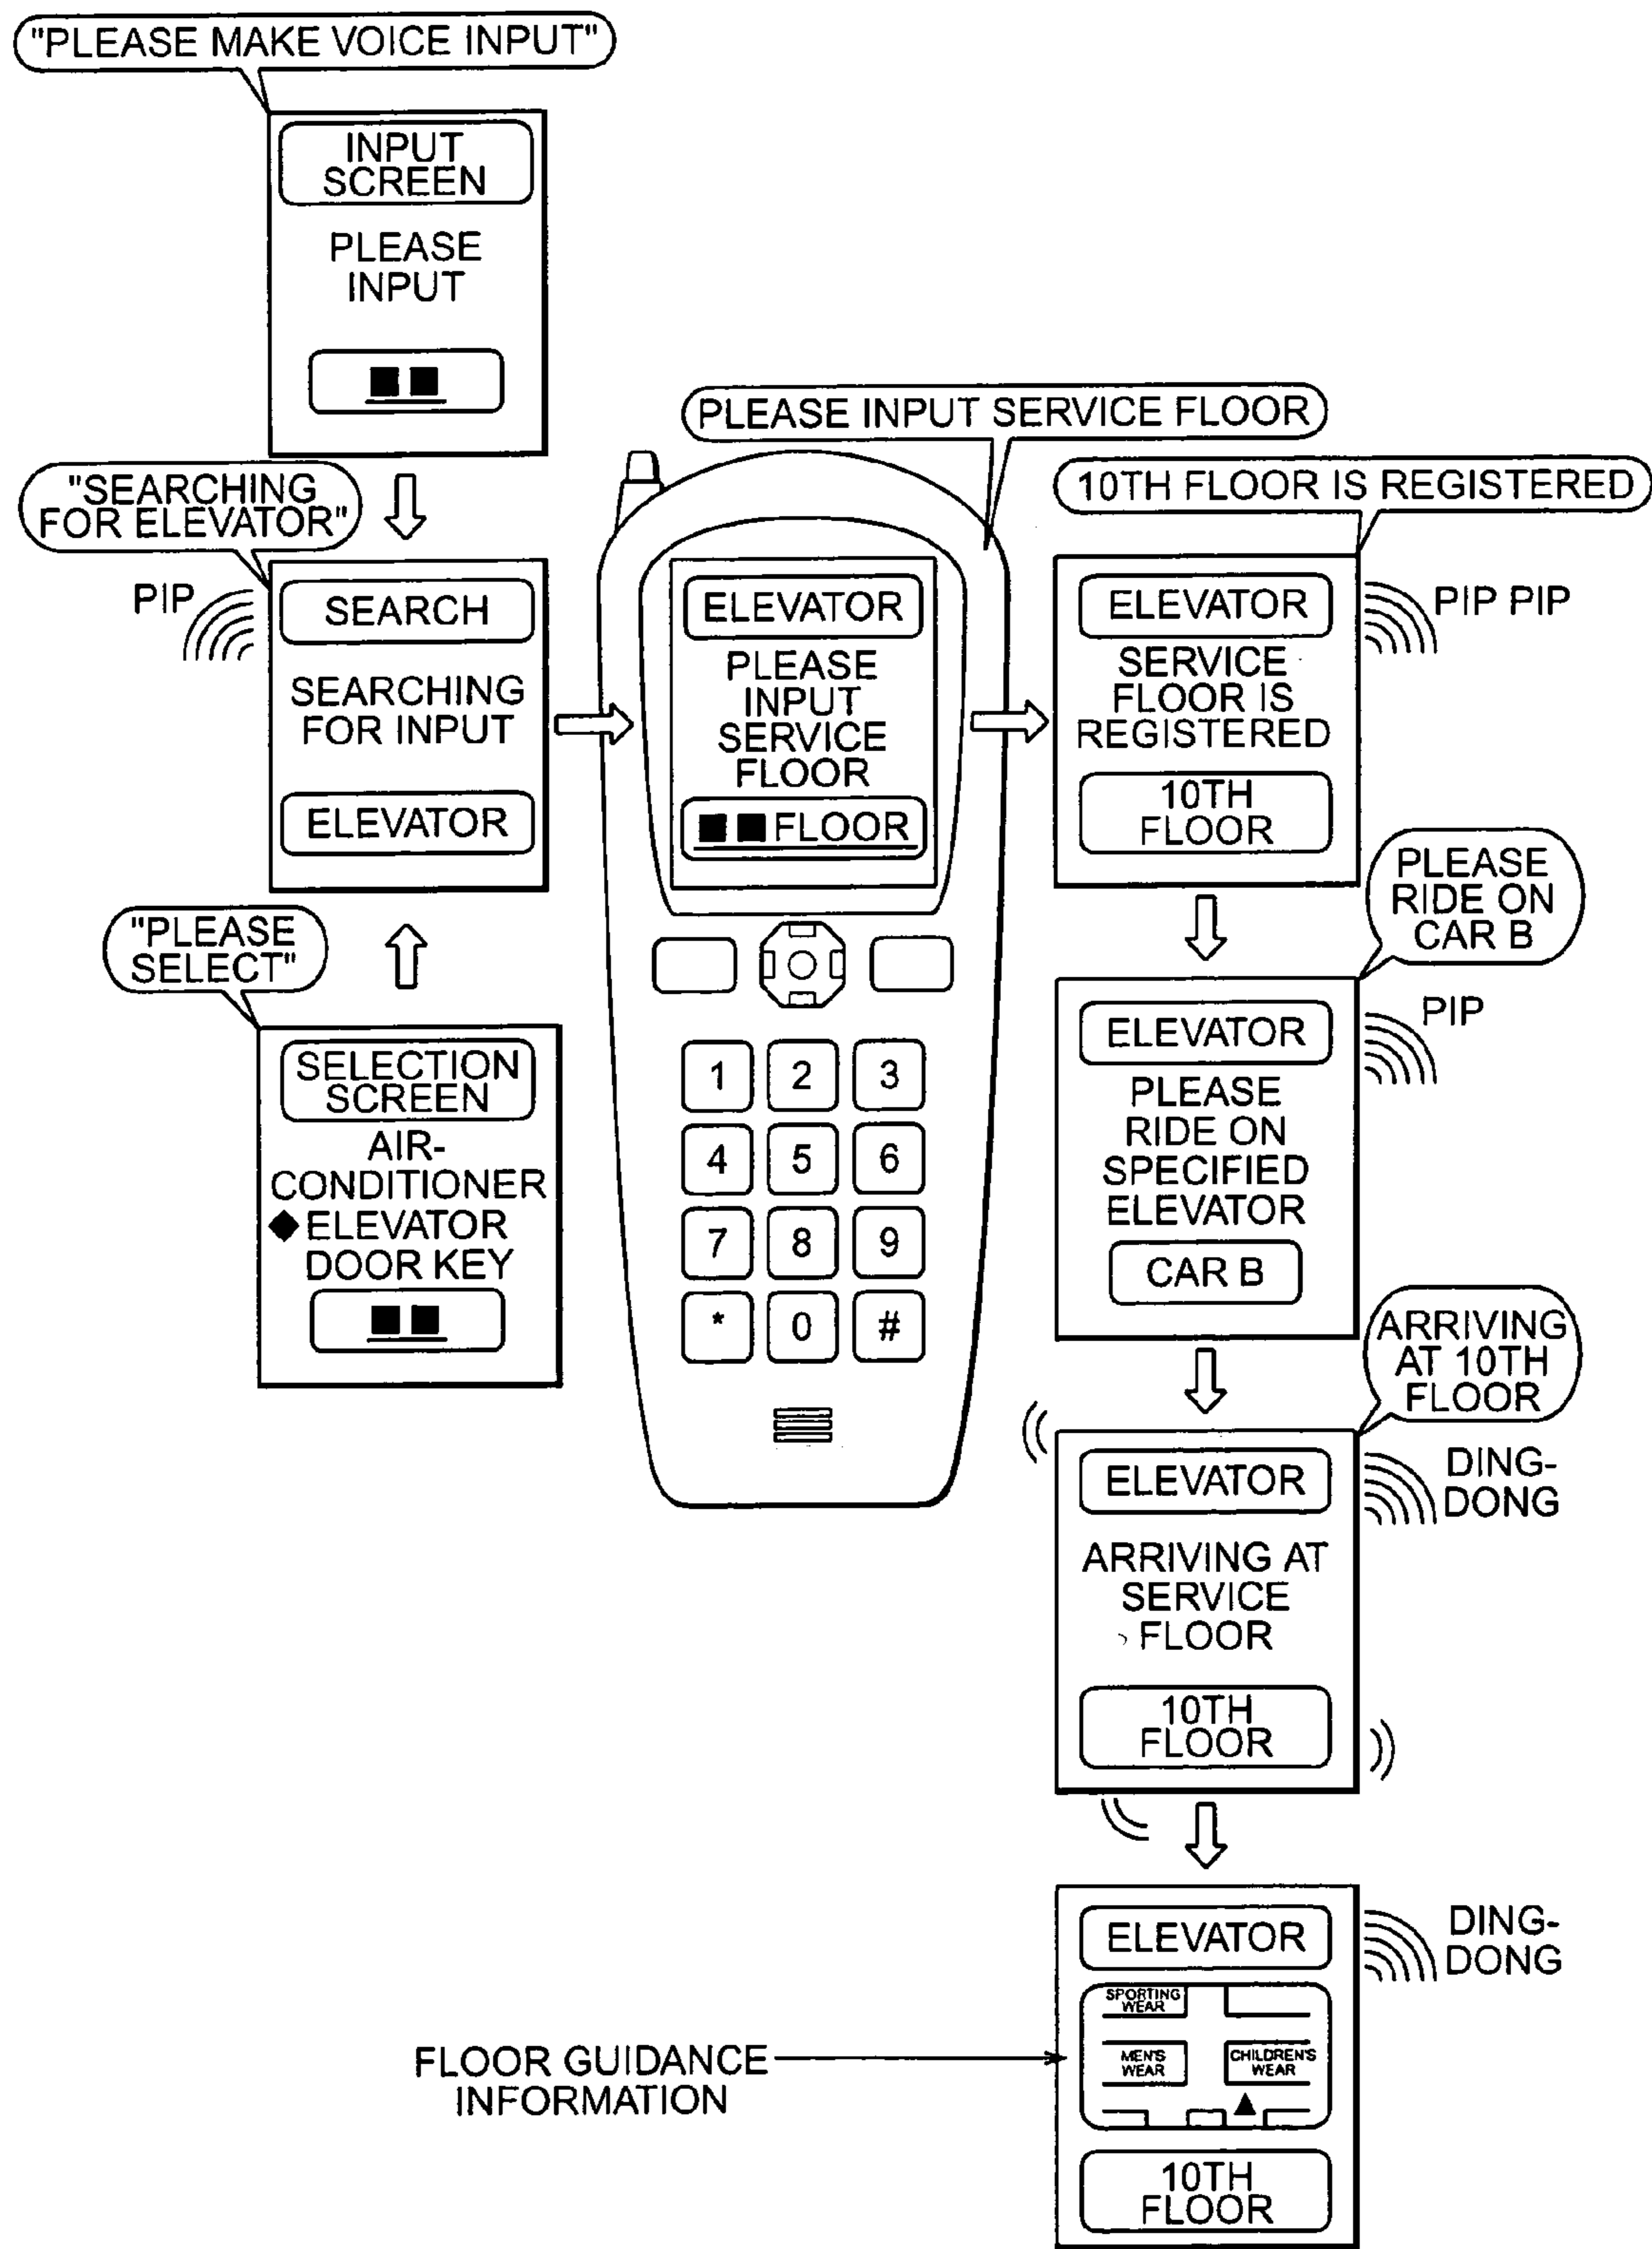 "PLEASE MAKE VOICE INPUT"
INPUT
SCREEN
PLEASE
INPUT
"SEARCHING
FOR ELEVATOR"
PIP
SEARCH
SEARCHING
FOR INPUT
ELEVATOR
"PLEASE
SELECT"
SELECTION
SCREEN
AIR-
CONDITIONER
◆ELEVATOR
DOOR KEY
PLEASE INPUT SERVICE FLOOR
ELEVATOR
PLEASE
INPUT
SERVICE
FLOOR
■■FLOOR
1 2 3
4 5 6
7 8 9
* 0 #
10TH FLOOR IS REGISTERED
ELEVATOR
PIP PIP
SERVICE
FLOOR IS
REGISTERED
10TH
FLOOR
PLEASE
RIDE ON
CAR B
ELEVATOR
PIP
PLEASE
RIDE ON
SPECIFIED
ELEVATOR
CAR B
ARRIVING
AT 10TH
FLOOR
ELEVATOR
DING-
DONG
ARRIVING AT
SERVICE
FLOOR
10TH
FLOOR
ELEVATOR
DING-
DONG
SPORTING
WEAR
MEN'S
WEAR
CHILDREN'S
WEAR
10TH
FLOOR
FLOOR GUIDANCE
INFORMATION